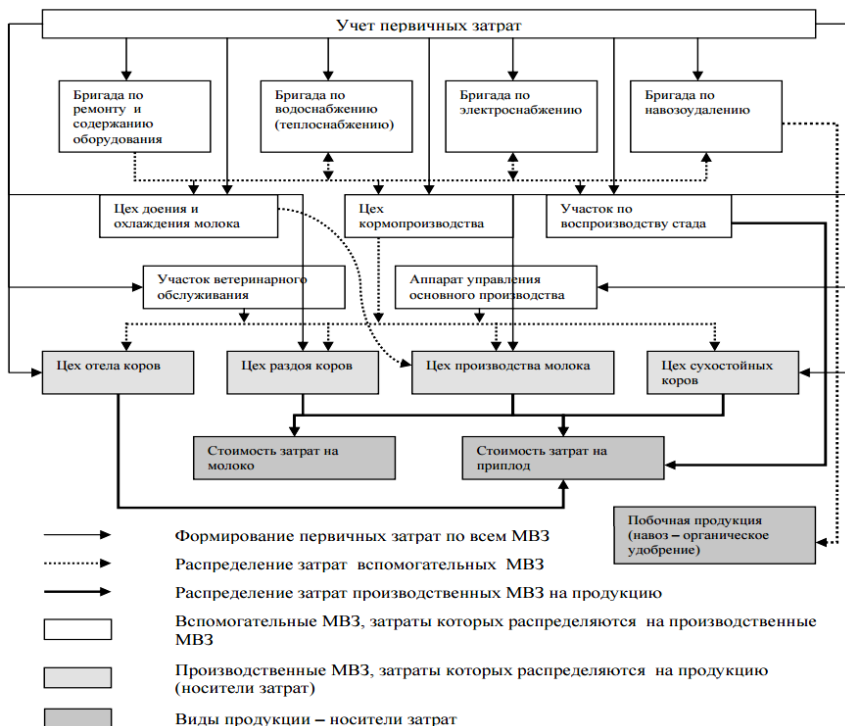 Учет первичных затрат
Бригада по
ремонту и
содержанию
оборудования
Бригада по
водоснабжению
(теплоснабжению)
Бригада по
электроснабжению
Бригада по
навозоудалению
Цех доения и
охлаждения молока
Цех
кормопроизводства
Участок по
воспроизводству стада
Участок ветеринарного
обслуживания
Аппарат управления
основного производства
Цех отела коров
Цех раздоя коров
Цех производства молока
Цех сухостойных
коров
Стоимость затрат на
молоко
Стоимость затрат на
приплод
Побочная продукция
(навоз – органическое
удобрение)
Формирование первичных затрат по всем МВЗ
Распределение затрат вспомогательных МВЗ
Распределение затрат производственных МВЗ на продукцию
Вспомогательные МВЗ, затраты которых распределяются на производственные
МВЗ
Производственные МВЗ, затраты которых распределяются на продукцию
(носители затрат)
Виды продукции – носители затрат